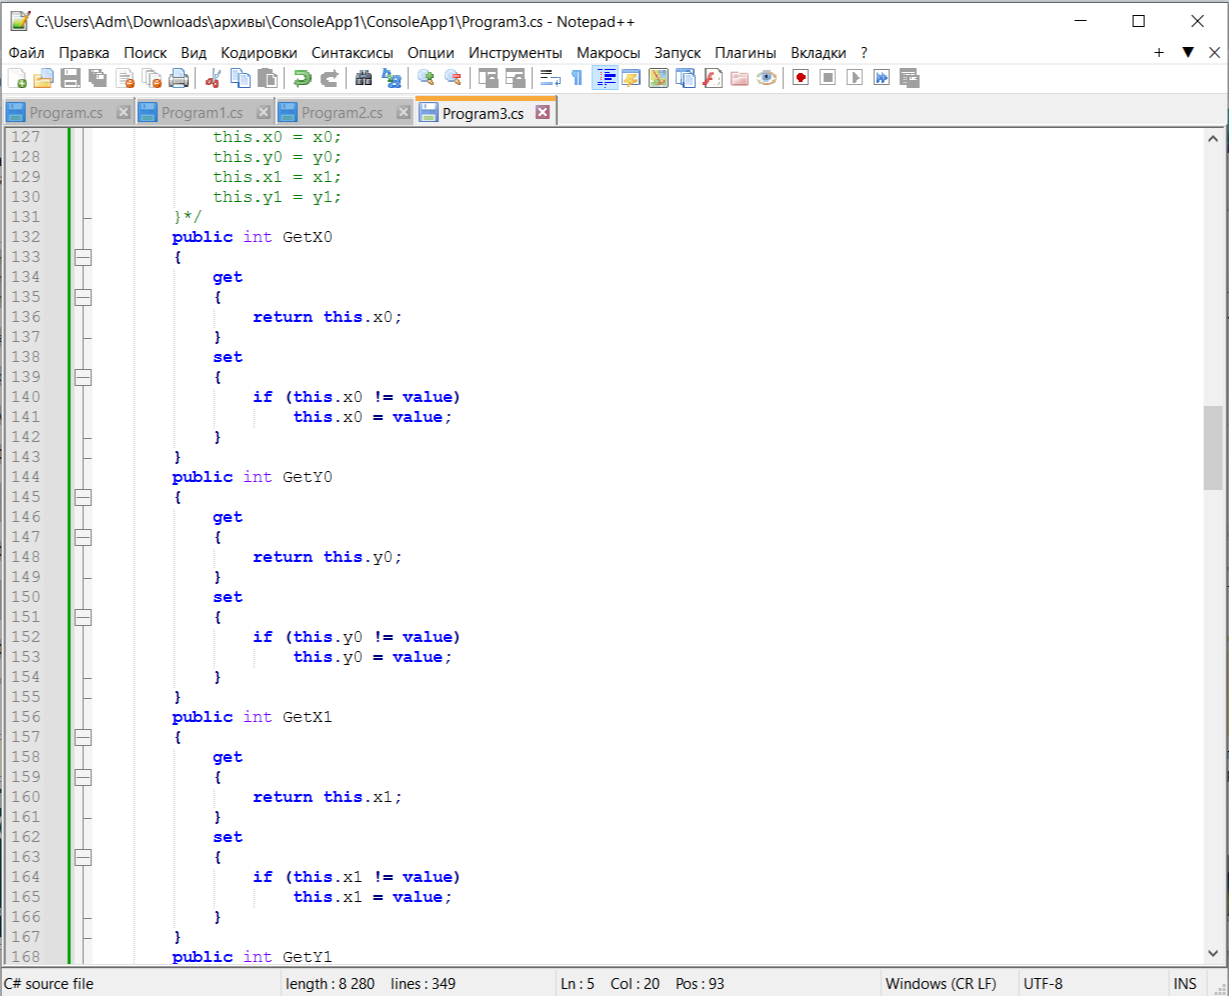 C:\Users\Adm\Downloads\архивы\ConsoleApp1\ConsoleApp1\Program3.cs - Notepad++
Файл Правка Поиск Вид Кодировки Синтаксисы Опции Инструменты Макросы Запуск Плагины Вкладки ?
Program.cs Program1.cs Program2.cs Program3.cs
127 this.x0 = x0;
128 this.y0 = y0;
129 this.x1 = x1;
130 this.y1 = y1;
131 }*/
132 public int GetX0
133 {
134 get
135 {
136 return this.x0;
137 }
138 set
139 {
140 if (this.x0 != value)
141 this.x0 = value;
142 }
143 }
144 public int GetY0
145 {
146 get
147 {
148 return this.y0;
149 }
150 set
151 {
152 if (this.y0 != value)
153 this.y0 = value;
154 }
155 }
156 public int GetX1
157 {
158 get
159 {
160 return this.x1;
161 }
162 set
163 {
164 if (this.x1 != value)
165 this.x1 = value;
166 }
167 }
168 public int GetY1
C# source file length : 8 280 lines : 349 Ln : 5 Col : 20 Pos : 93 Windows (CR LF) UTF-8 INS